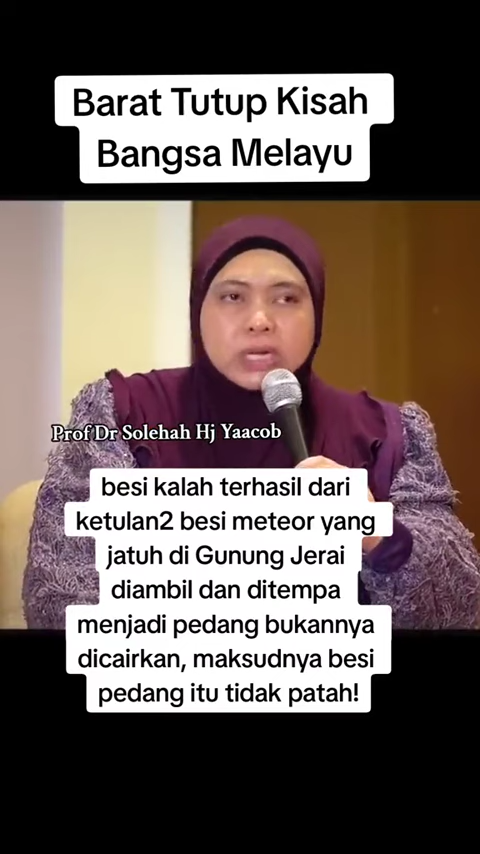 Barat Tutup Kisah
Bangsa Melayu
Prof Dr Solehah Hj Yaacob
besi kalah terhasil dari
ketulan2 besi meteor yang
jatuh di Gunung Jerai
diambil dan ditempa
menjadi pedang bukannya
dicairkan, maksudnya besi
pedang itu tidak patah!